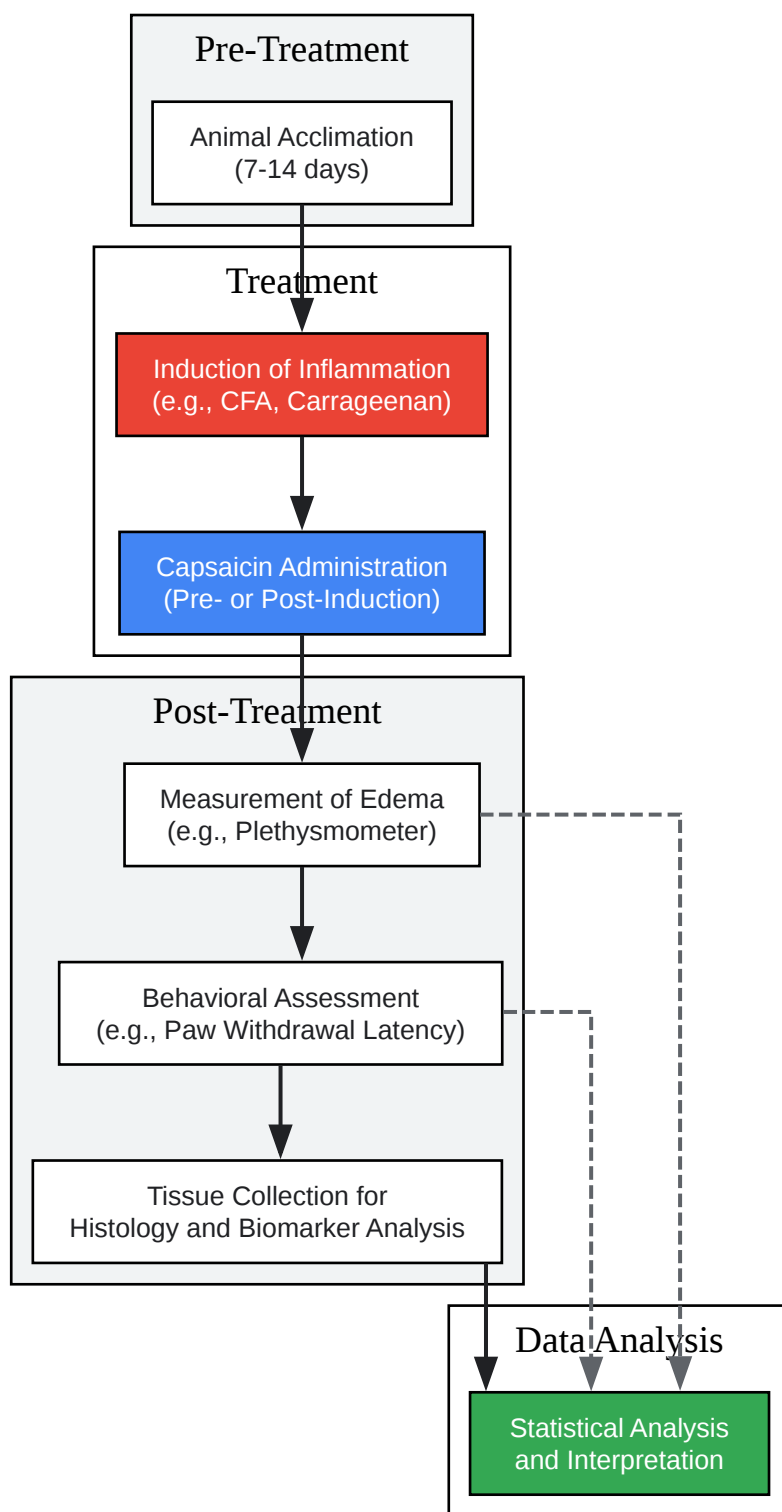 Pre-Treatment
Animal Acclimation
(7-14 days)
Treatment
Induction of Inflammation
(e.g., CFA, Carrageenan)
Capsaicin Administration
(Pre- or Post-Induction)
Post-Treatment
Measurement of Edema
(e.g., Plethysmometer)
Behavioral Assessment
(e.g., Paw Withdrawal Latency)
Tissue Collection for
Histology and Biomarker Analysis
Data Analysis
Statistical Analysis
and Interpretation